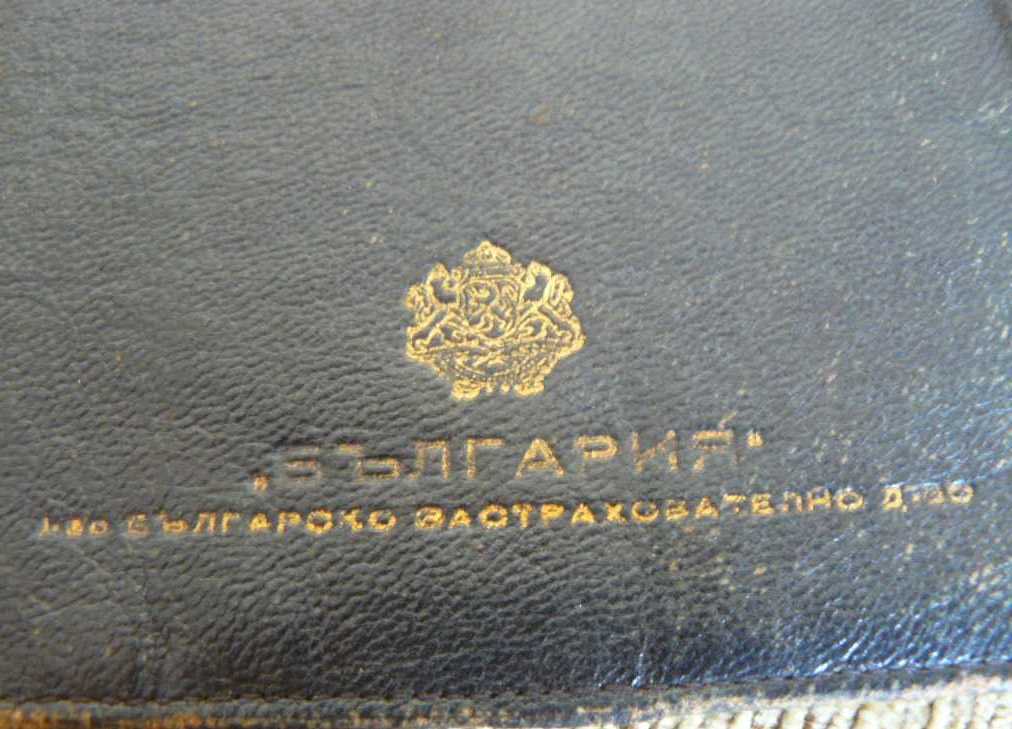 „БЪЛГАРИЯ“
1-во БЪЛГАРСКО ЗАСТРАХОВАТЕЛНО Д-ВО